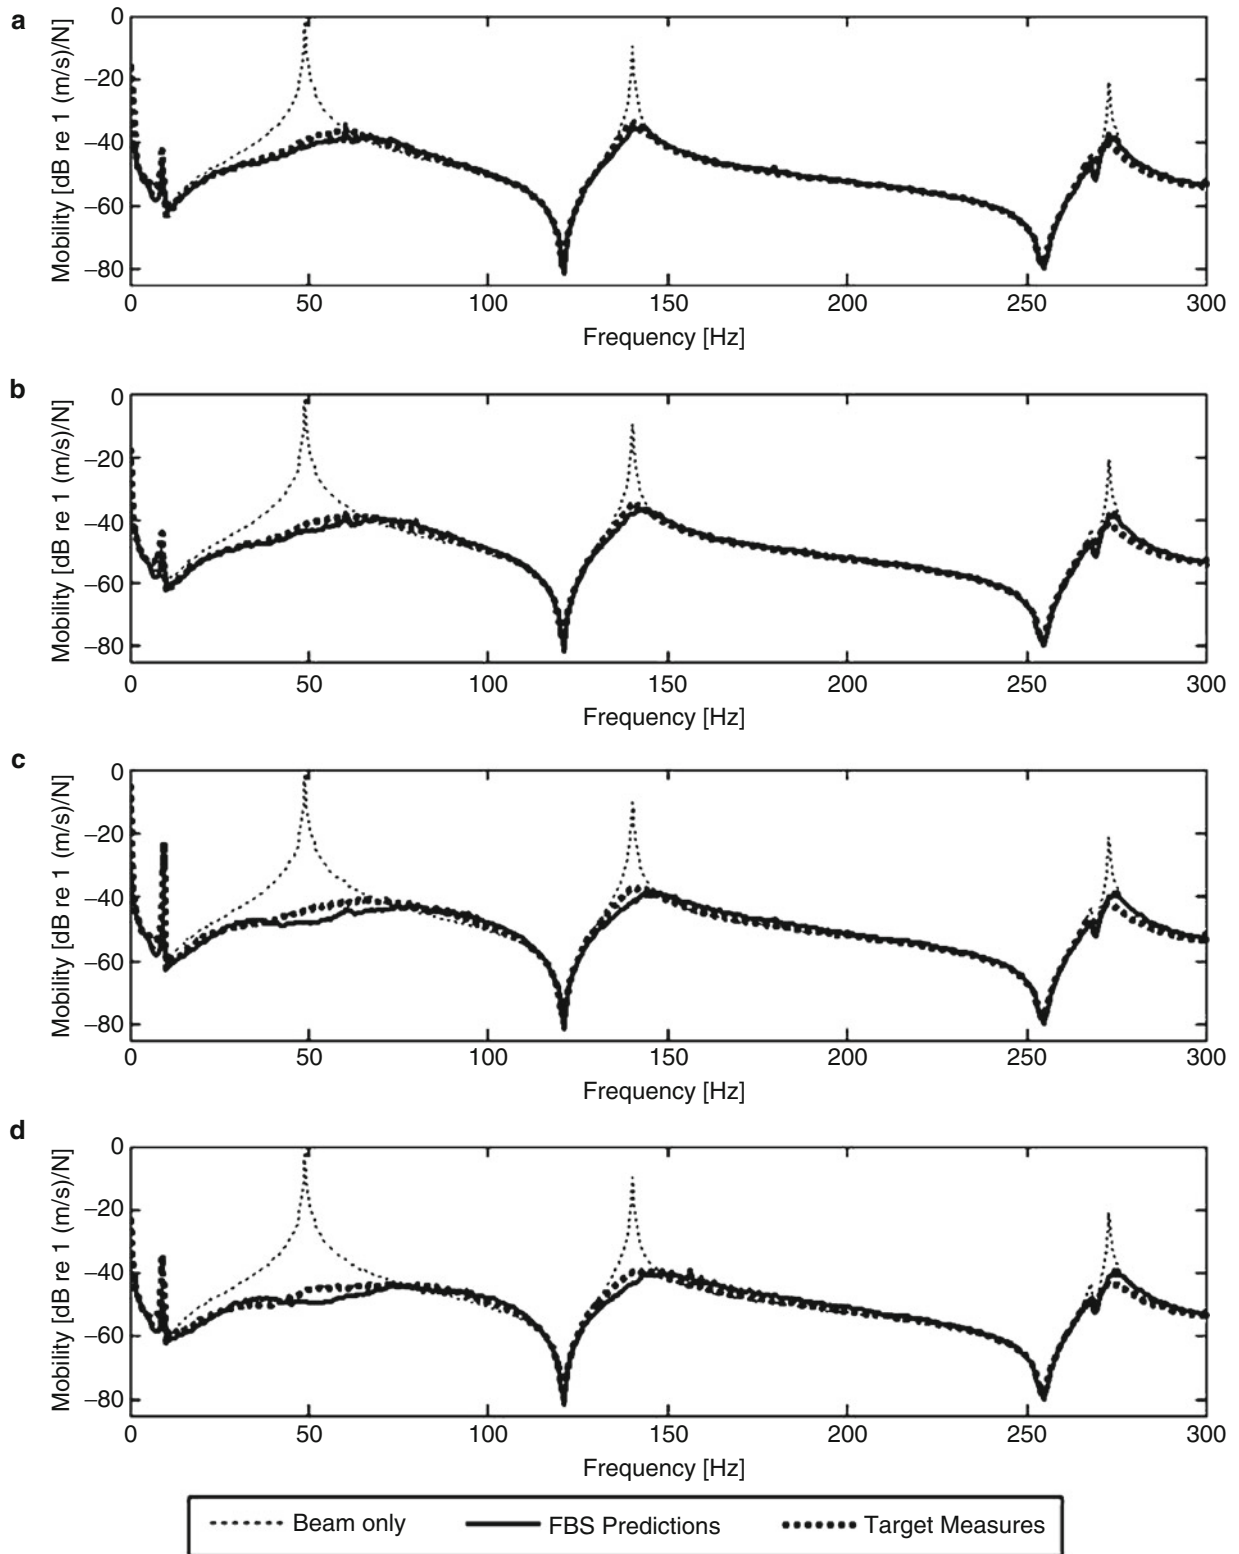 a
Mobility [dB re 1 (m/s)/N]
0
−20
−40
−60
−80
0 50 100 150 200 250 300
Frequency [Hz]
b
Mobility [dB re 1 (m/s)/N]
0
−20
−40
−60
−80
0 50 100 150 200 250 300
Frequency [Hz]
c
Mobility [dB re 1 (m/s)/N]
0
−20
−40
−60
−80
0 50 100 150 200 250 300
Frequency [Hz]
d
Mobility [dB re 1 (m/s)/N]
0
−20
−40
−60
−80
0 50 100 150 200 250 300
Frequency [Hz]
Beam only FBS Predictions Target Measures